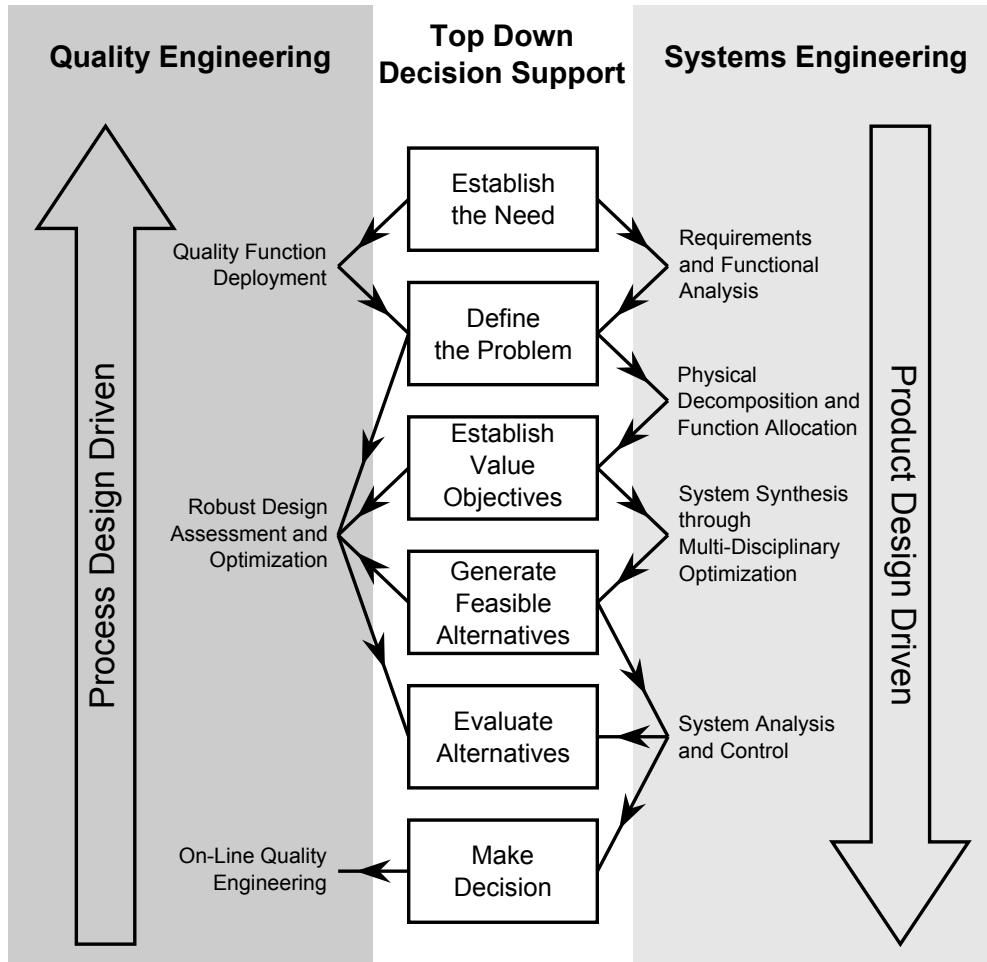 Quality Engineering
Top Down
Decision Support
Systems Engineering
Establish
the Need
Quality Function
Deployment
Requirements
and Functional
Analysis
Define
the Problem
Physical
Decomposition and
Function Allocation
Establish
Value
Objectives
Robust Design
Assessment and
Optimization
System Synthesis
through
Multi-Disciplinary
Optimization
Generate
Feasible
Alternatives
Evaluate
Alternatives
System Analysis
and Control
On-Line Quality
Engineering
Make
Decision
Process Design Driven
Product Design Driven